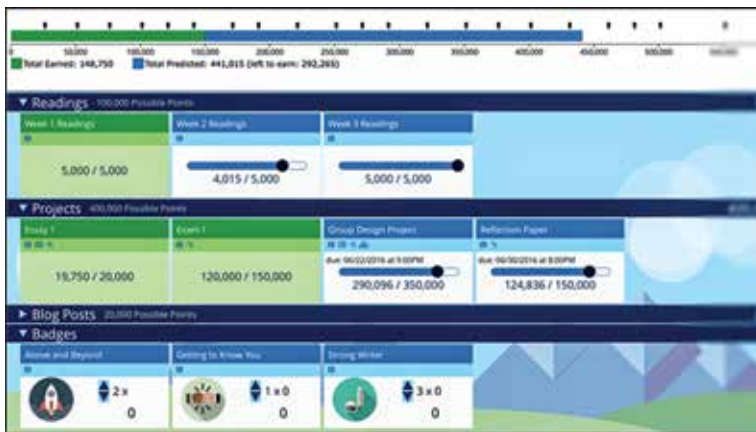 0 50,000 100,000 150,000 200,000 250,000 300,000 350,000 400,000 450,000 500,000
Total Earned: 148,750 Total Predicted: 441,015 (left to earn: 292,265)
▼ Readings 100,000 Possible Points
Week 1 Readings Week 2 Readings Week 3 Readings
5,000 / 5,000 4,015 / 5,000 5,000 / 5,000
▼ Projects 400,000 Possible Points
Essay 1 Exam 1 Group Design Project Reflection Paper
due: 06/22/2016 at 9:00PM due: 06/30/2016 at 8:00PM
19,750 / 20,000 120,000 / 150,000 290,096 / 350,000 124,836 / 150,000
▶ Blog Posts 20,000 Possible Points
▼ Badges
Above and Beyond Getting to Know You Strong Writer
2 x 1 x 0 3 x 0
0 0 0